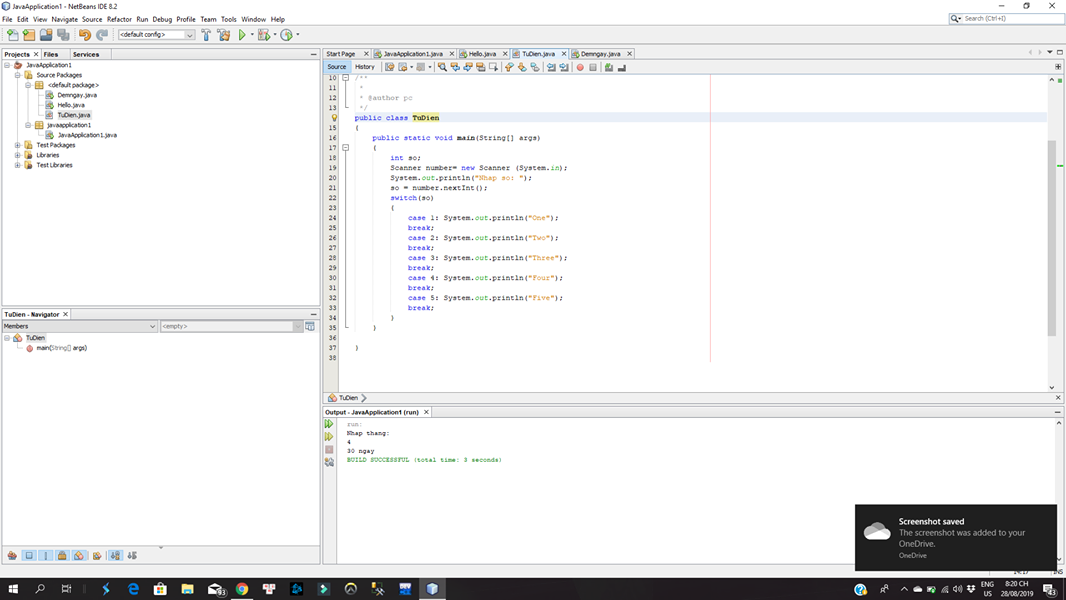 JavaApplication1 - NetBeans IDE 8.2
File Edit View Navigate Source Refactor Run Debug Profile Team Tools Window Help
Search (Ctrl+I)
<default config>
Projects Files Services
JavaApplication1
Source Packages
<default package>
Demngay.java
Hello.java
TuDien.java
javaapplication1
JavaApplication1.java
Test Packages
Libraries
Test Libraries
TuDien - Navigator
Members <empty>
TuDien
main(String[] args)
Start Page JavaApplication1.java Hello.java TuDien.java Demngay.java
Source History
10 /**
11 *
12 * @author pc
13 */
public class TuDien
15 {
16 public static void main(String[] args)
17 {
18 int so;
19 Scanner number= new Scanner (System.in);
20 System.out.println("Nhap so: ");
21 so = number.nextInt();
22 switch(so)
23 {
24 case 1: System.out.println("One");
25 break;
26 case 2: System.out.println("Two");
27 break;
28 case 3: System.out.println("Three");
29 break;
30 case 4: System.out.println("Four");
31 break;
32 case 5: System.out.println("Five");
33 break;
34 }
35 }
36
37 }
38
TuDien
Output - JavaApplication1 (run)
run:
Nhap thang:
4
30 ngay
BUILD SUCCESSFUL (total time: 3 seconds)
Screenshot saved
The screenshot was added to your
OneDrive.
OneDrive
INS
ENG
US
8:20 CH
28/08/2019